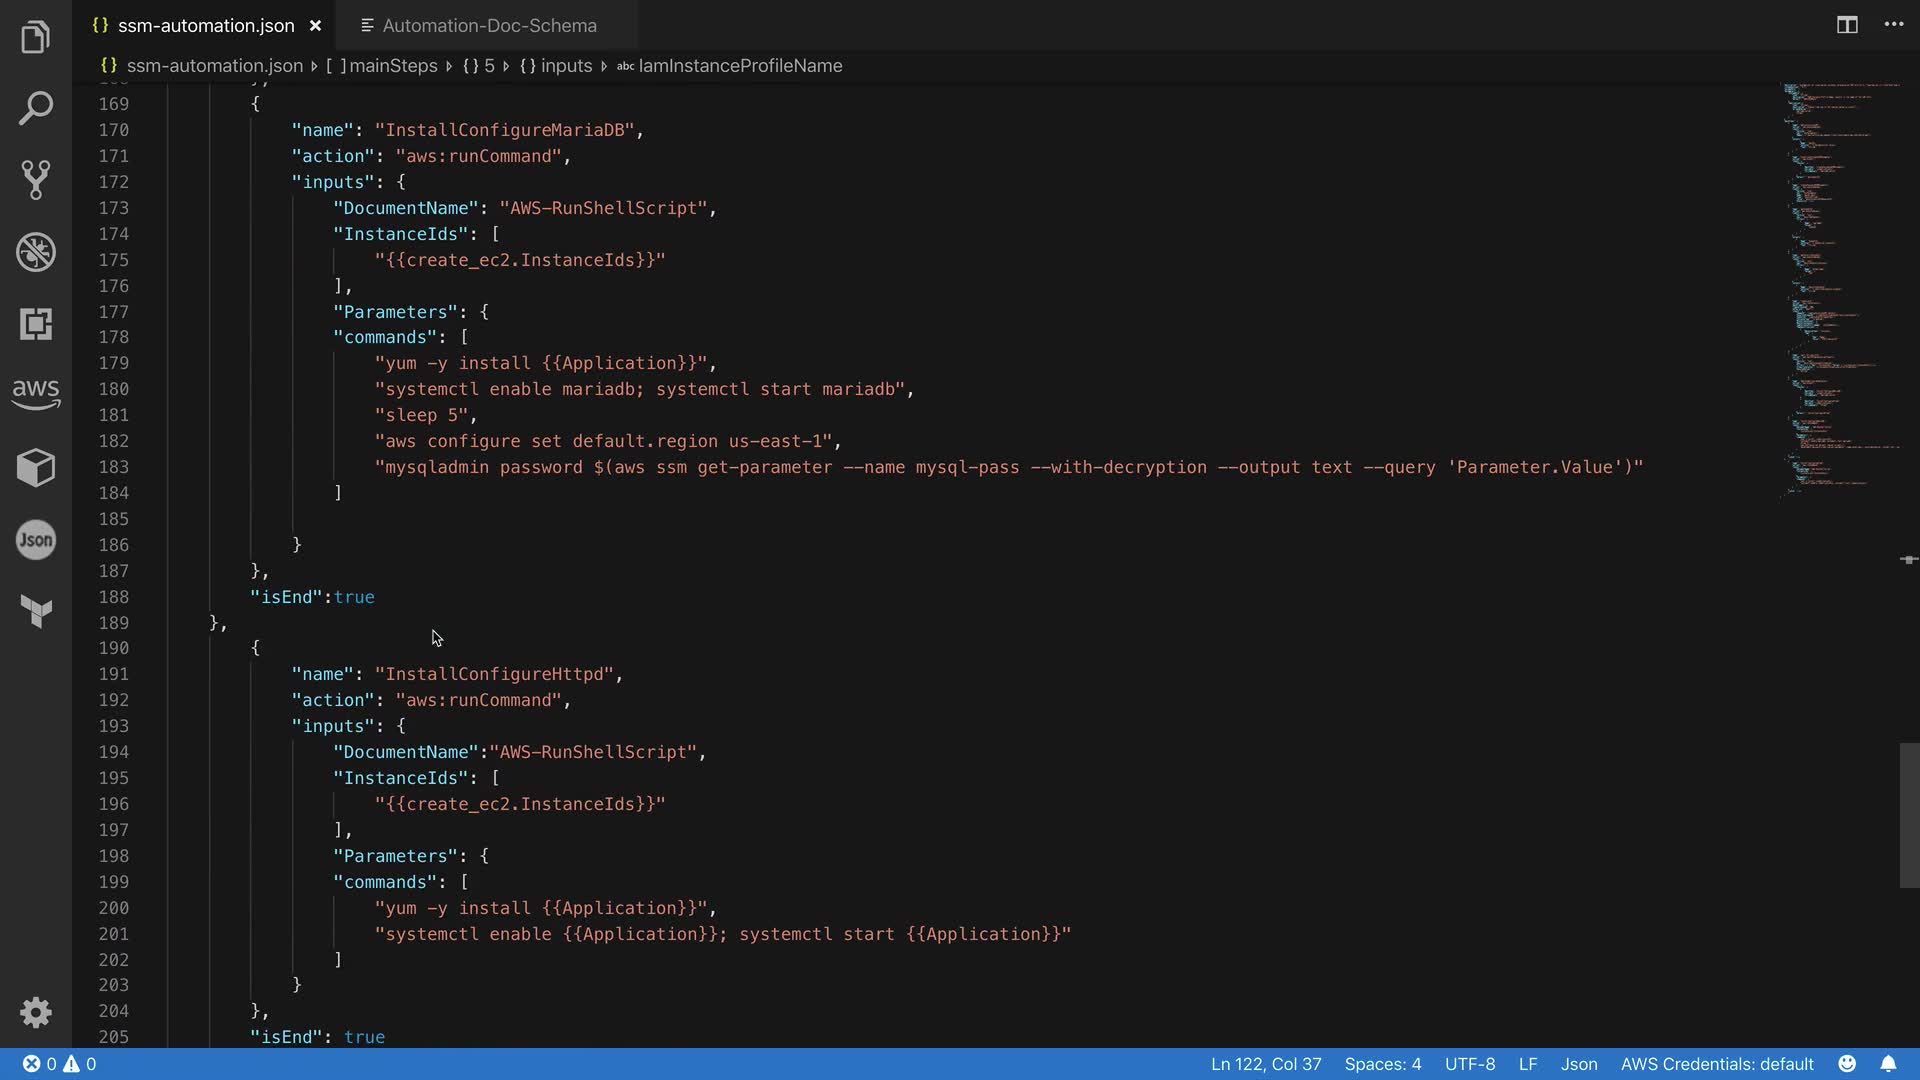 ssm-automation.json
Automation-Doc-Schema
ssm-automation.json [ ] mainSteps {} 5 {} inputs abc IamInstanceProfileName
169 {
170 "name": "InstallConfigureMariaDB",
171 "action": "aws:runCommand",
172 "inputs": {
173 "DocumentName": "AWS-RunShellScript",
174 "InstanceIds": [
175 "{{create_ec2.InstanceIds}}"
176 ],
177 "Parameters": {
178 "commands": [
179 "yum -y install {{Application}}",
180 "systemctl enable mariadb; systemctl start mariadb",
181 "sleep 5",
182 "aws configure set default.region us-east-1",
183 "mysqladmin password $(aws ssm get-parameter --name mysql-pass --with-decryption --output text --query 'Parameter.Value')"
184 ]
185
186 }
187 },
188 "isEnd":true
189 },
190 {
191 "name": "InstallConfigureHttpd",
192 "action": "aws:runCommand",
193 "inputs": {
194 "DocumentName":"AWS-RunShellScript",
195 "InstanceIds": [
196 "{{create_ec2.InstanceIds}}"
197 ],
198 "Parameters": {
199 "commands": [
200 "yum -y install {{Application}}",
201 "systemctl enable {{Application}}; systemctl start {{Application}}"
202 ]
203 }
204 },
205 "isEnd": true
aws
Json
0 0
Ln 122, Col 37 Spaces: 4 UTF-8 LF Json AWS Credentials: default